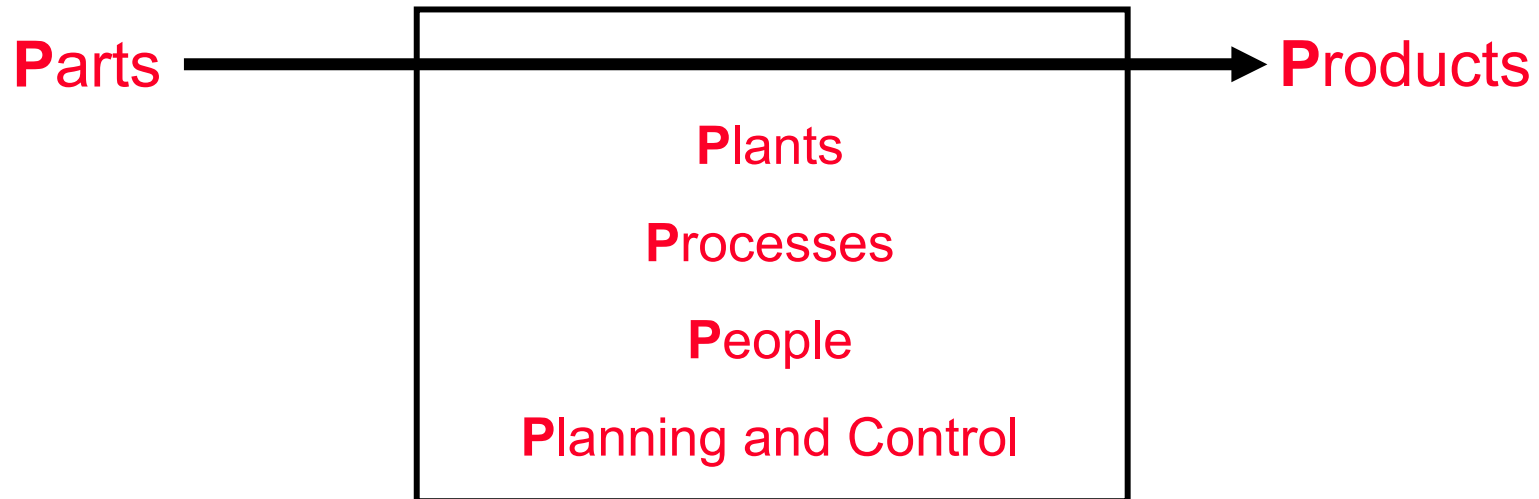 Parts Products
Plants
Processes
People
Planning and Control